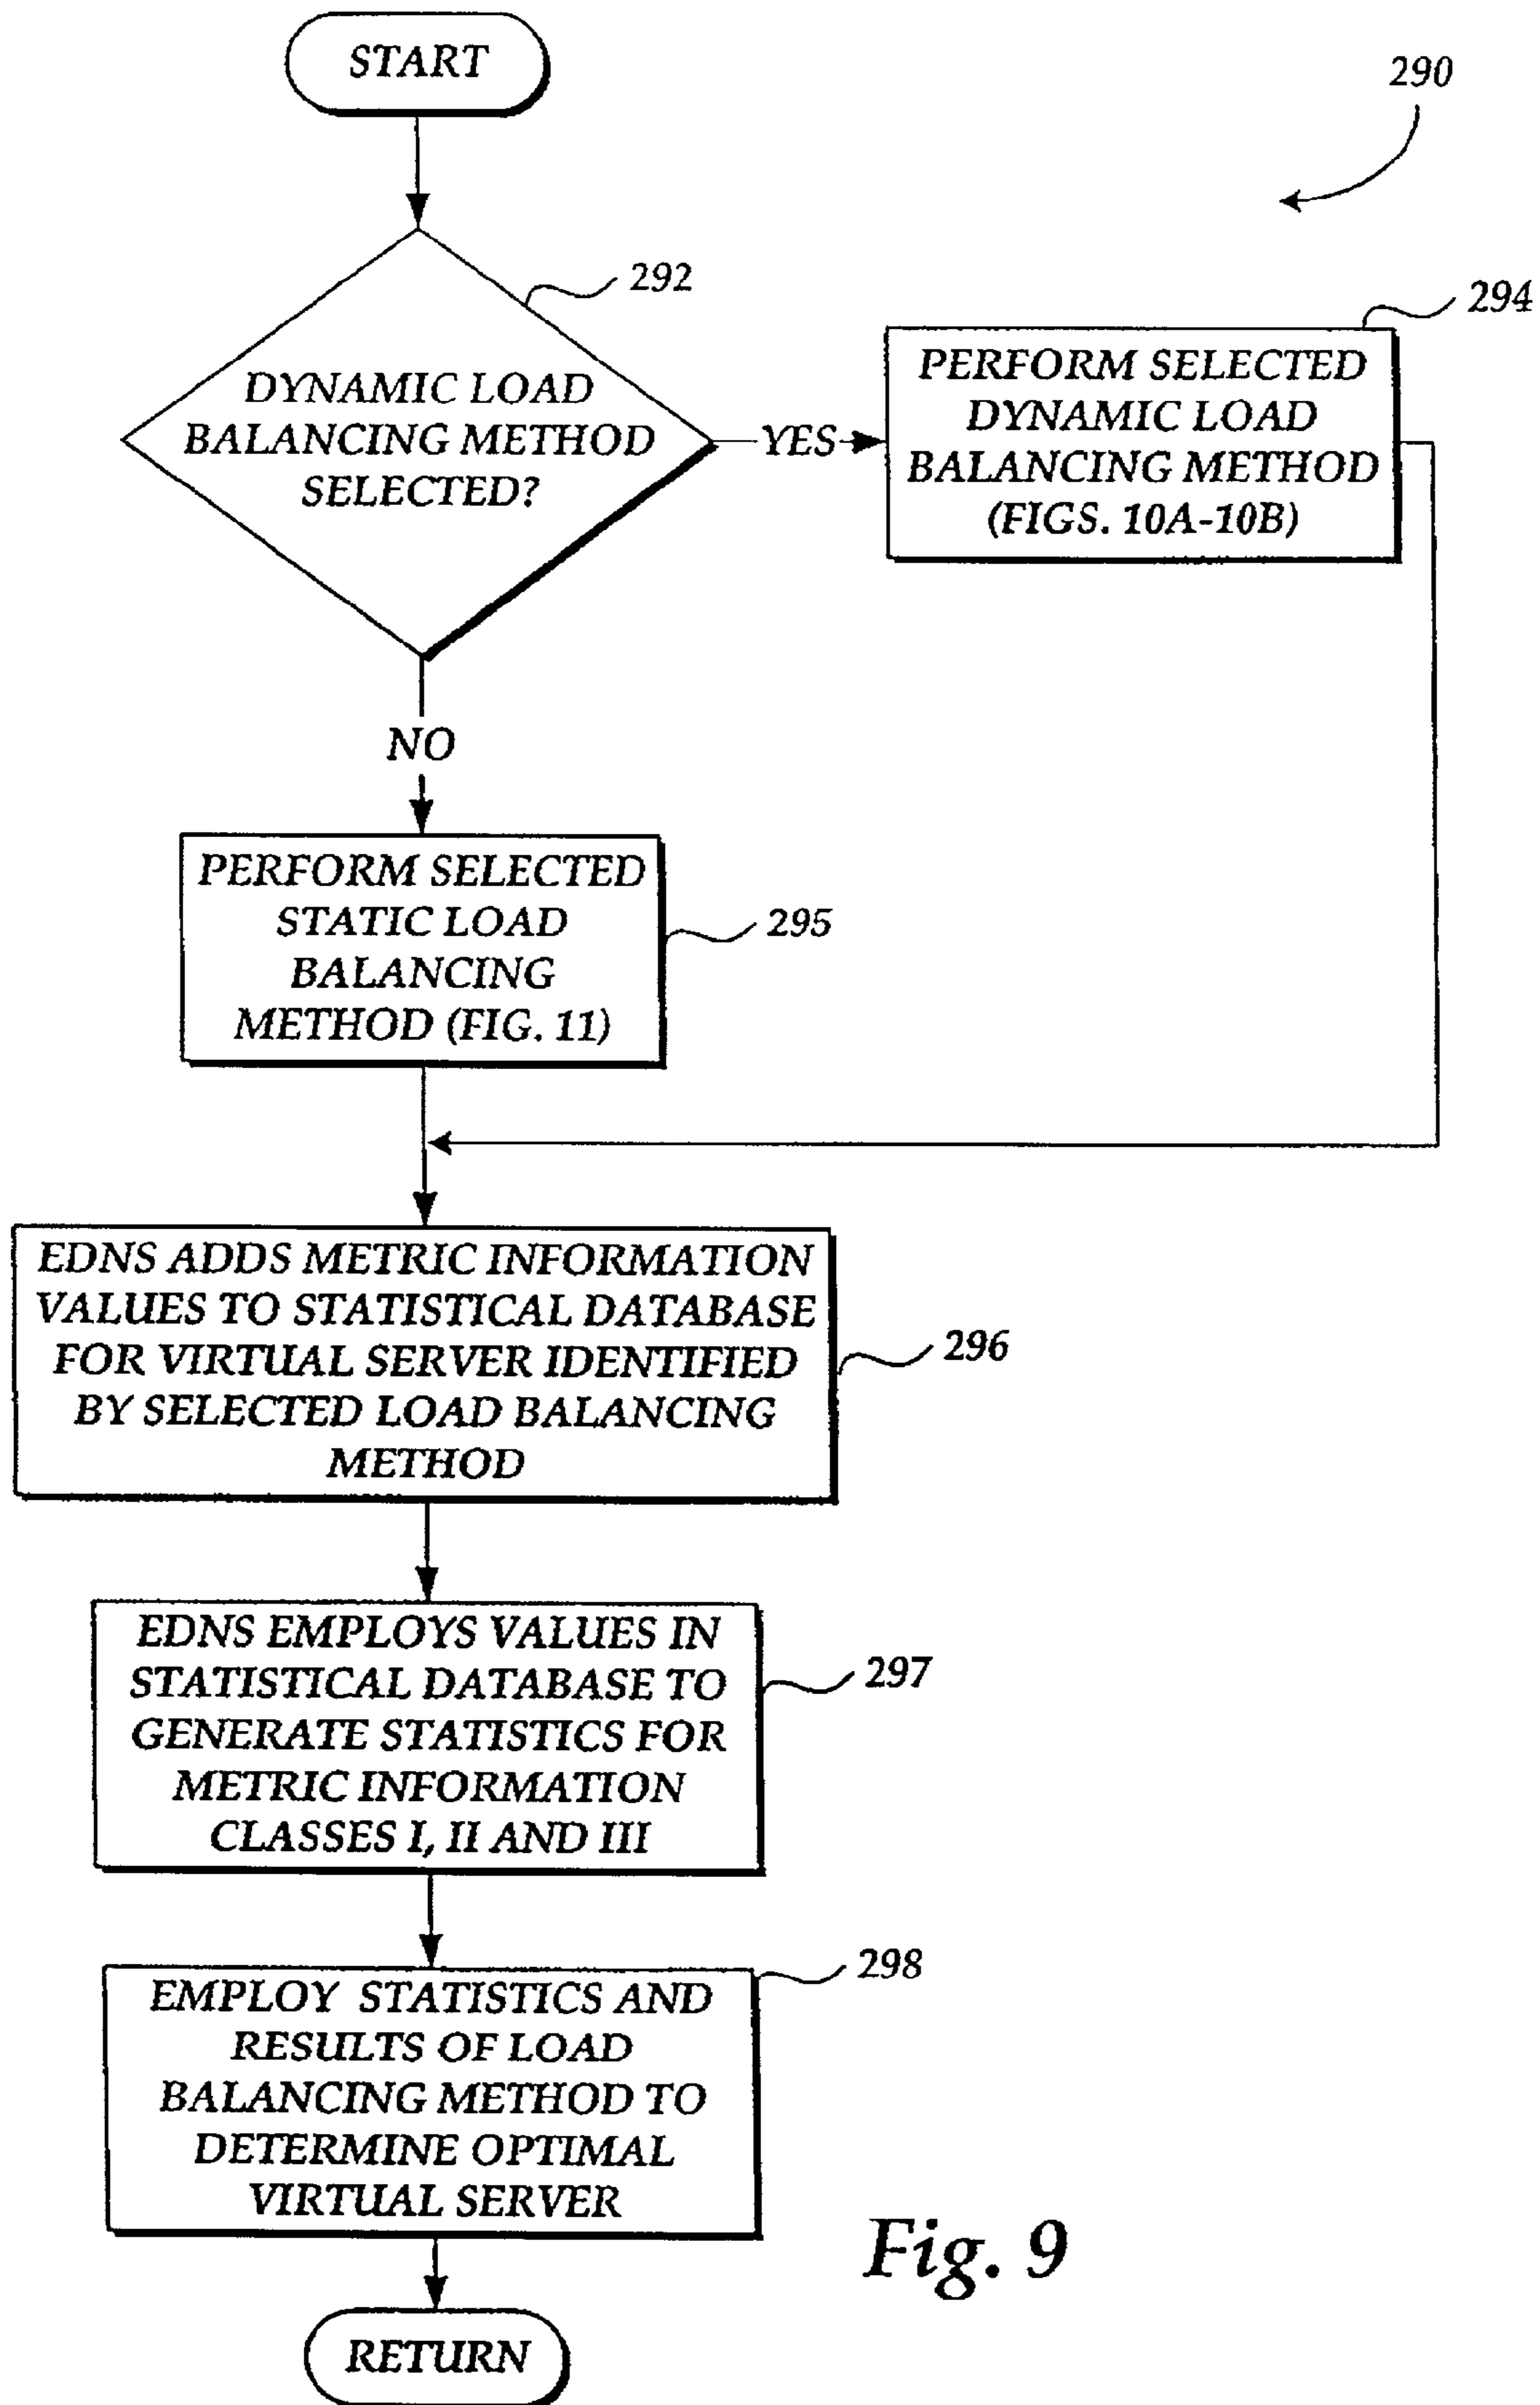 START
290
292
DYNAMIC LOAD
BALANCING METHOD
SELECTED?
YES
294
PERFORM SELECTED
DYNAMIC LOAD
BALANCING METHOD
(FIGS. 10A-10B)
NO
PERFORM SELECTED
STATIC LOAD
BALANCING
METHOD (FIG. 11)
295
EDNS ADDS METRIC INFORMATION
VALUES TO STATISTICAL DATABASE
FOR VIRTUAL SERVER IDENTIFIED
BY SELECTED LOAD BALANCING
METHOD
296
EDNS EMPLOYS VALUES IN
STATISTICAL DATABASE TO
GENERATE STATISTICS FOR
METRIC INFORMATION
CLASSES I, II AND III
297
EMPLOY STATISTICS AND
RESULTS OF LOAD
BALANCING METHOD TO
DETERMINE OPTIMAL
VIRTUAL SERVER
298
Fig. 9
RETURN